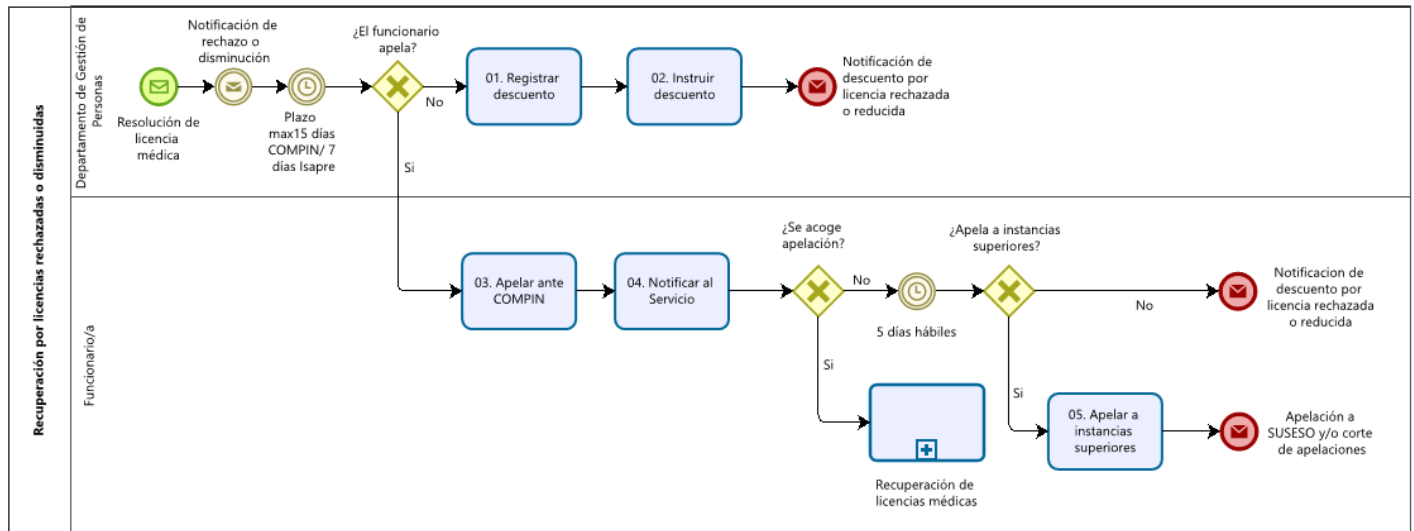 Recuperación por licencias rechazadas o disminuidas
Departamento de Gestión de
Personas
Resolución de
licencia
médica
Notificación de
rechazo o
disminución
Plazo
max15 días
COMPIN/ 7
días Isapre
¿El funcionario
apela?
No
Si
01. Registrar
descuento
02. Instruir
descuento
Notificación de
descuento por
licencia rechazada
o reducida
Funcionario/a
03. Apelar ante
COMPIN
04. Notificar al
Servicio
¿Se acoge
apelación?
No
Si
5 días hábiles
¿Apela a instancias
superiores?
No
Si
Notificacion de
descuento por
licencia rechazada
o reducida
Recuperación de
licencias médicas
05. Apelar a
instancias
superiores
Apelación a
SUSESO y/o corte
de apelaciones